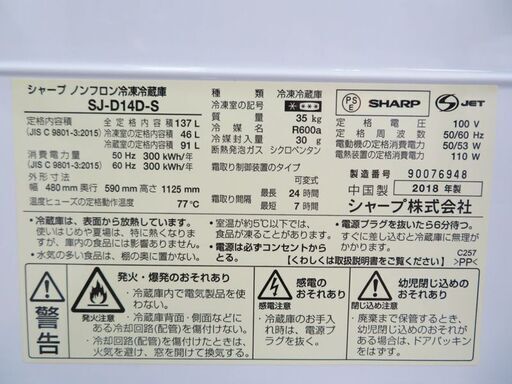 シャープ ノンフロン冷凍冷蔵庫
SJ-D14D-S
定格内容積 全定格内容積 137 L
(JIS C 9801-3:2015) 冷凍室の定格内容積 46 L
冷蔵室の定格内容積 91 L
消費電力量 50 Hz 300 kWh/年
(JIS C 9801-3:2015) 60 Hz 300 kWh/年
外形寸法
幅 480 mm 奥行 590 mm 高さ 1125 mm
温度ヒューズの定格動作温度 77 ℃
種類 冷凍冷蔵庫
冷凍室の記号
質量 35 kg
冷媒名 R600a
冷媒封入量 30 g
断熱発泡ガス シクロペンタン
霜取り制御装置のタイプ
可変式
霜取り間隔 最長 24 時間
最短 7 時間
PS
E
SHARP
JET
定格電圧 100 V
定格周波数 50/60 Hz
電動機の定格消費電力 50/53 W
電熱装置の定格消費電力 110 W
製造番号 90076948
中国製 2018 年製
シャープ株式会社
・冷蔵庫は、表面から放熱しています。
使いはじめや夏場は、特に熱く感じま
すが、庫内の食品には影響ありません。
・水気の多い食品は、棚の奥に置かない。
・室温が約5℃以下では、
食品が凍ることがあります。
・電源は必ずコンセントから
とる。
・電源プラグを抜いたら6分待つ。
すぐに差し込むと冷蔵庫に無理が
かかります。
【くわしくは取扱説明書をご覧ください】
C257
>PP<
警告
発火・爆発のおそれあり
発火注意
・冷蔵庫内で電気製品を使
わない。
・冷蔵庫背面・側面などに
ある冷却回路(配管)を傷付けない。
・冷却回路(配管)を傷付けたときは、
火気を避け、窓を開けて換気する。
感電の
おそれあり
感電注意
・冷蔵庫のお手入
れ時は、電源プ
ラグを抜く。
幼児閉じ込めの
おそれあり
閉じ込め注意
・廃棄まで保管するとき、幼
児閉じ込めのおそれがある
場合は、ドアパッキンを
はずす。